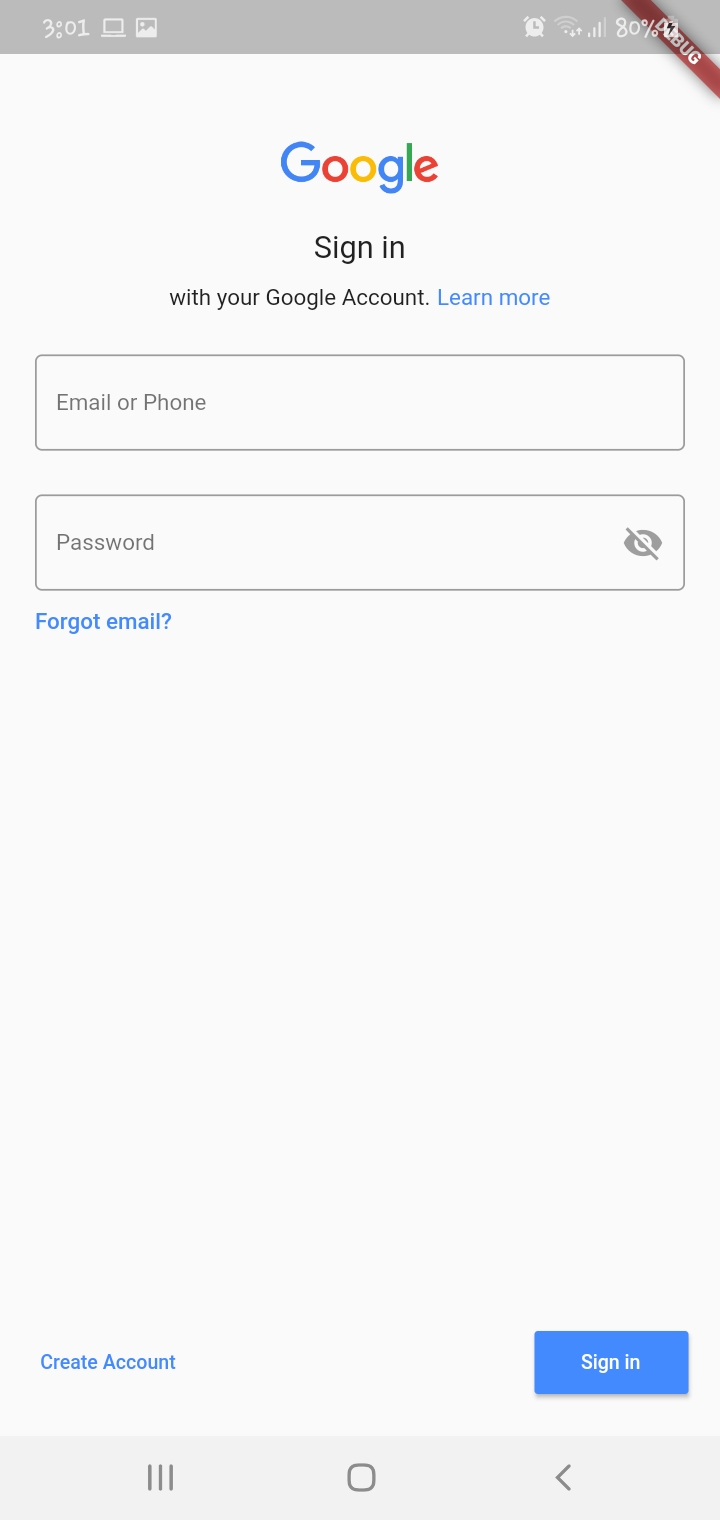 3:01
80%
DEBUG
Google
Sign in
with your Google Account. Learn more
Email or Phone
Password
Forgot email?
Create Account
Sign in